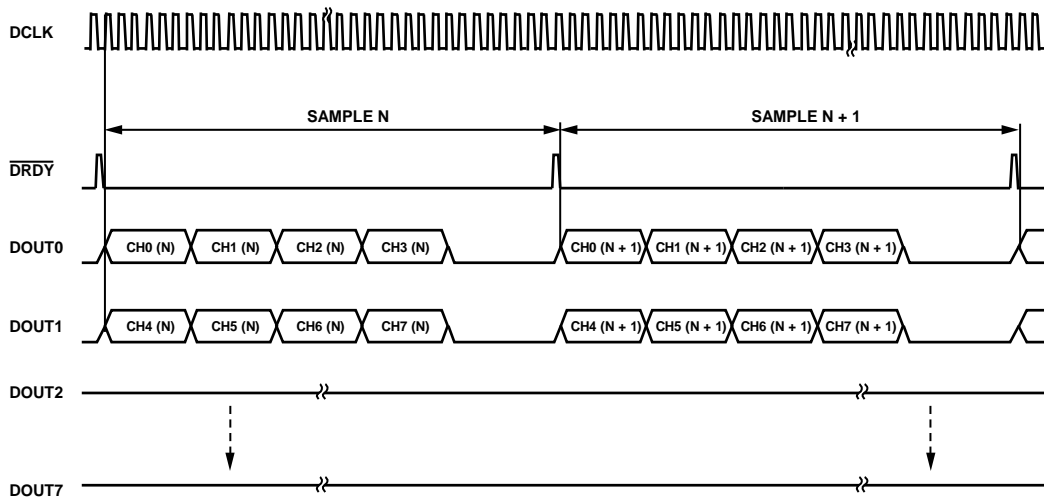 DCLK
SAMPLE N SAMPLE N + 1
DRDY
DOUT0 CH0 (N) CH1 (N) CH2 (N) CH3 (N) CH0 (N + 1) CH1 (N + 1) CH2 (N + 1) CH3 (N + 1)
DOUT1 CH4 (N) CH5 (N) CH6 (N) CH7 (N) CH4 (N + 1) CH5 (N + 1) CH6 (N + 1) CH7 (N + 1)
DOUT2
DOUT7